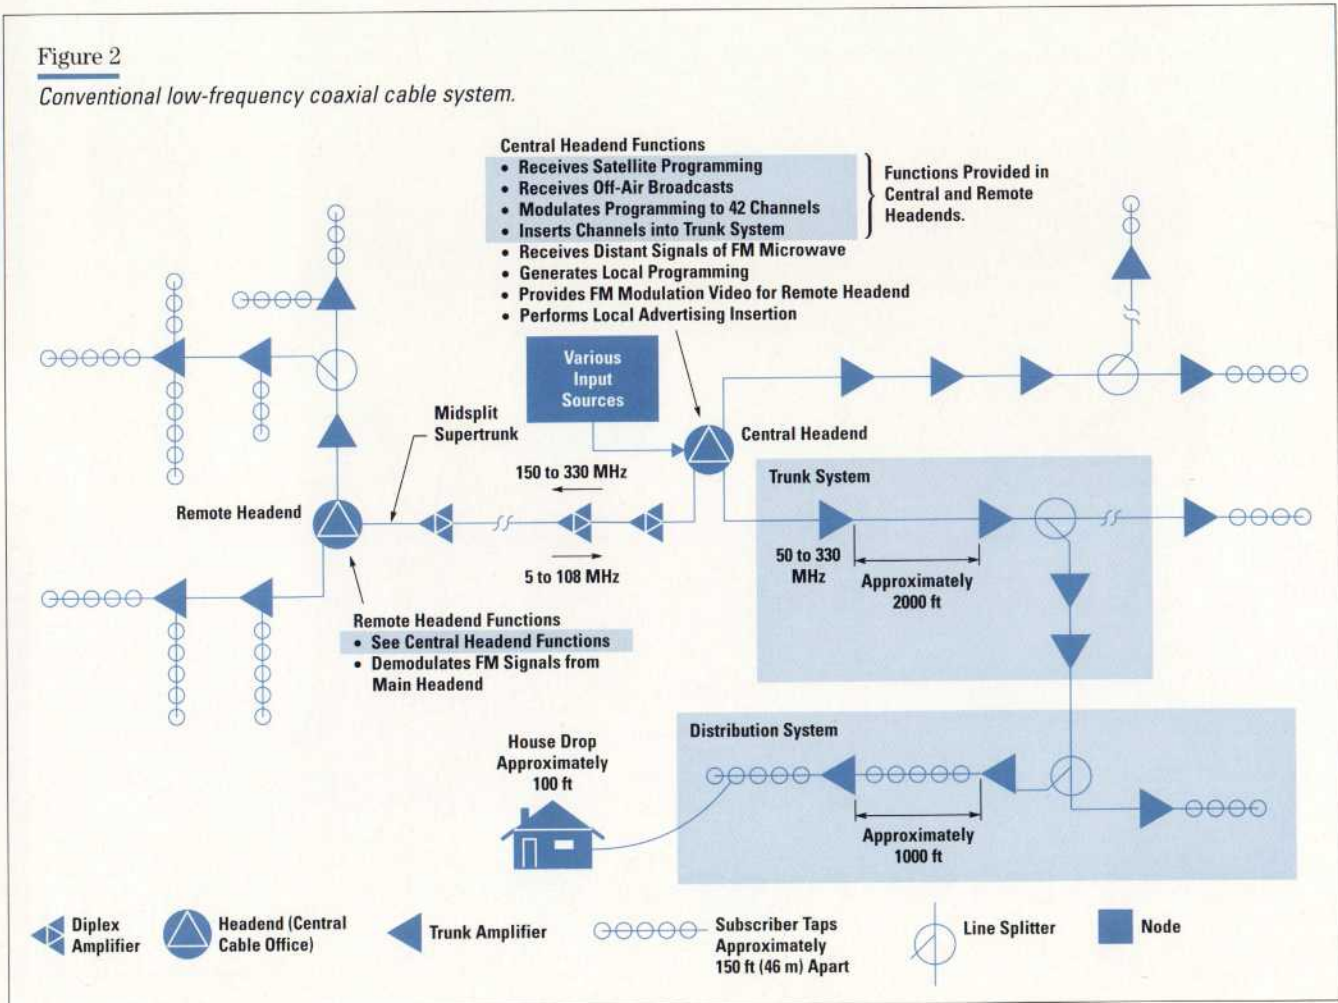 Figure 2
Conventional low-frequency coaxial cable system.
Central Headend Functions
• Receives Satellite Programming
• Receives Off-Air Broadcasts
• Modulates Programming to 42 Channels
• Inserts Channels into Trunk System
• Receives Distant Signals of FM Microwave
• Generates Local Programming
• Provides FM Modulation Video for Remote Headend
• Performs Local Advertising Insertion
Functions Provided in
Central and Remote
Headends.
Various
Input
Sources
Midsplit
Supertrunk
Central Headend
150 to 330 MHz
5 to 108 MHz
Remote Headend
Trunk System
50 to 330
MHz
Approximately
2000 ft
Remote Headend Functions
• See Central Headend Functions
• Demodulates FM Signals from
Main Headend
Distribution System
House Drop
Approximately
100 ft
Approximately
1000 ft
Diplex
Amplifier
Headend (Central
Cable Office)
Trunk Amplifier
Subscriber Taps
Approximately
150 ft (46 m) Apart
Line Splitter
Node